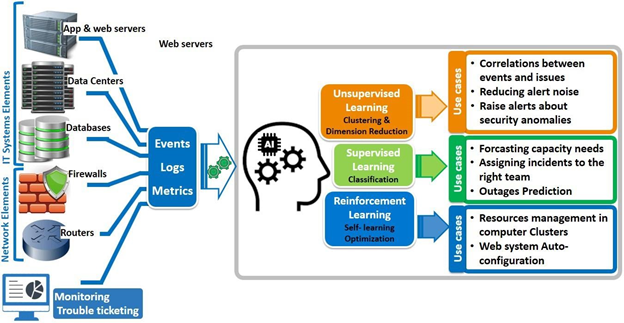 IT Systems Elements
App & web servers
Web servers
Data Centers
Databases
Network Elements
Firewalls
Routers
Monitoring
Trouble ticketing
Events
Logs
Metrics
AI
Unsupervised
Learning
Clustering &
Dimension Reduction
Use cases
• Correlations between
events and issues
• Reducing alert noise
• Raise alerts about
security anomalies
Supervised
Learning
Classification
Use cases
• Forcasting capacity needs
• Assigning incidents to the
right team
• Outages Prediction
Reinforcement
Learning
Self- learning
Optimization
Use cases
• Resources management in
computer Clusters
• Web system Auto-
configuration